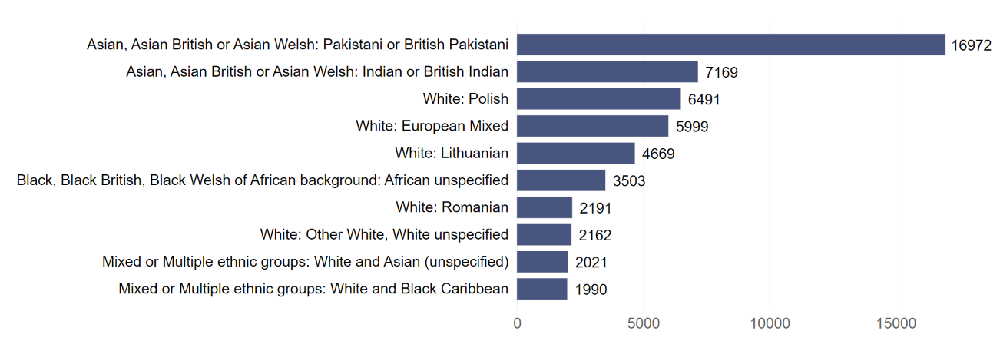 Asian, Asian British or Asian Welsh: Pakistani or British Pakistani 16972
Asian, Asian British or Asian Welsh: Indian or British Indian 7169
White: Polish 6491
White: European Mixed 5999
White: Lithuanian 4669
Black, Black British, Black Welsh of African background: African unspecified 3503
White: Romanian 2191
White: Other White, White unspecified 2162
Mixed or Multiple ethnic groups: White and Asian (unspecified) 2021
Mixed or Multiple ethnic groups: White and Black Caribbean 1990
0 5000 10000 15000